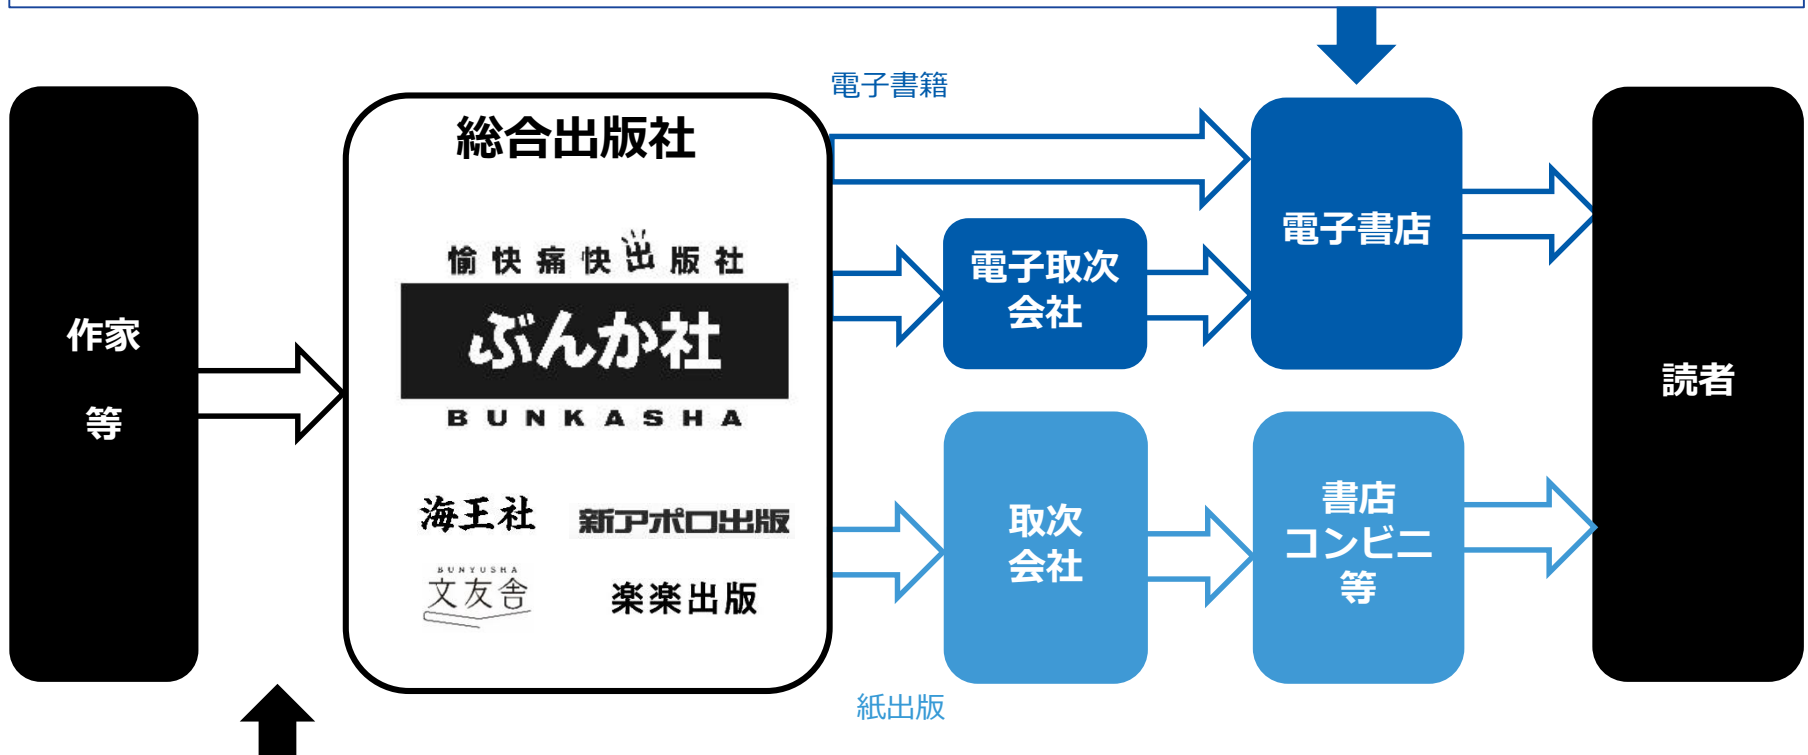 電子書籍
総合出版社
愉快痛快出版社
ぶんか社
BUNKASHA
海王社
新アポロ出版
BUNYUSHA
文友舎
楽楽出版
作家
等
電子取次
会社
電子書店
取次
会社
書店
コンビニ
等
読者
紙出版